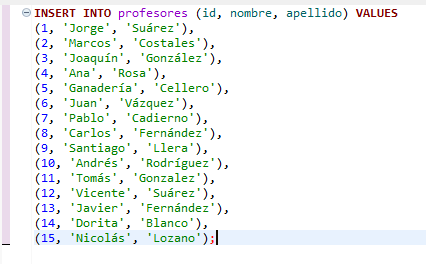 INSERT INTO profesores (id, nombre, apellido) VALUES
(1, 'Jorge', 'Suárez'),
(2, 'Marcos', 'Costales'),
(3, 'Joaquín', 'González'),
(4, 'Ana', 'Rosa'),
(5, 'Ganadería', 'Cellero'),
(6, 'Juan', 'Vázquez'),
(7, 'Pablo', 'Cadierno'),
(8, 'Carlos', 'Fernández'),
(9, 'Santiago', 'Llera'),
(10, 'Andrés', 'Rodríguez'),
(11, 'Tomás', 'Gonzalez'),
(12, 'Vicente', 'Suárez'),
(13, 'Javier', 'Fernández'),
(14, 'Dorita', 'Blanco'),
(15, 'Nicolás', 'Lozano');